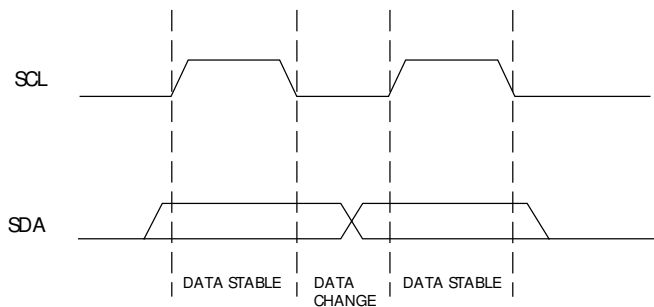 SCL
SDA
DATA STABLE
DATA
CHANGE
DATA STABLE